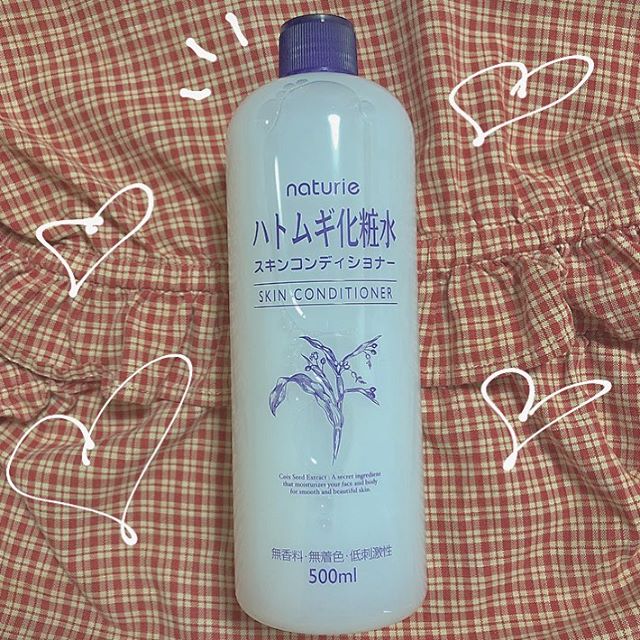 naturie
ハトムギ化粧水
スキンコンディショナー
SKIN CONDITIONER
Coix Seed Extract : A secret ingredient
that moisturizes your face and body
for smooth and beautiful skin.
無香料・無着色・低刺激性
500ml